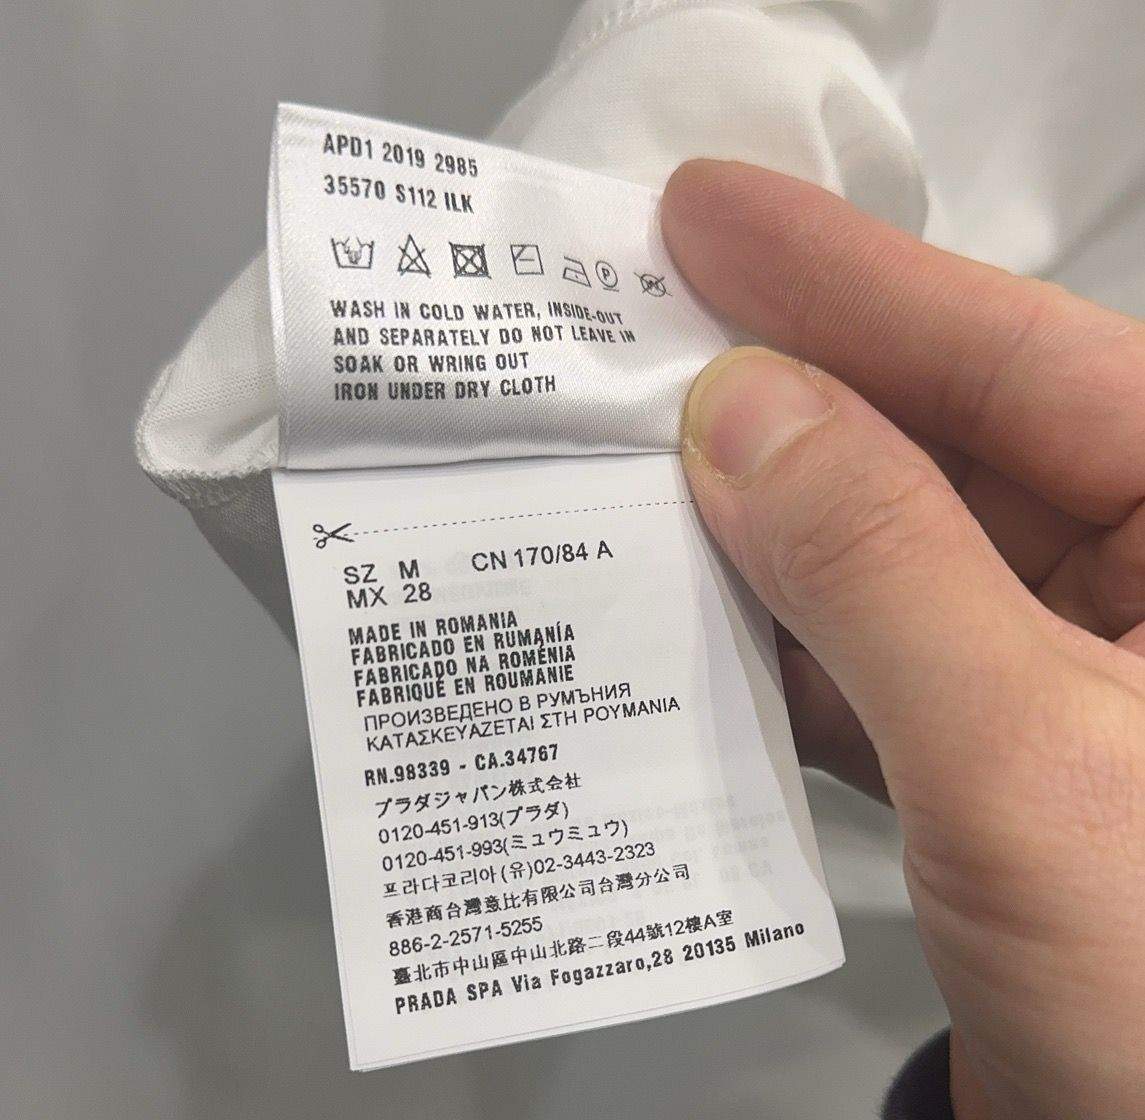 APD1 2019 2985
35570 S112 ILK
P
WASH IN COLD WATER, INSIDE-OUT
AND SEPARATELY DO NOT LEAVE IN
SOAK OR WRING OUT
IRON UNDER DRY CLOTH
SZ M CN 170/84 A
MX 28
MADE IN ROMANIA
FABRICADO EN RUMANÍA
FABRICADO NA ROMÉNIA
FABRIQUÉ EN ROUMANIE
ПРОИЗВЕДЕНО В РУМЪНИЯ
ΚΑΤΑΣΚΕΥΑΖΕΤΑΙ ΣΤΗ ΡΟΥΜΑΝΙΑ
RN.98339 - CA.34767
プラダジャパン株式会社
0120-451-913(プラダ)
0120-451-993(ミュウミュウ)
프라다코리아(유)02-3443-2323
香港商台灣意比有限公司台灣分公司
886-2-2571-5255
臺北市中山區中山北路二段44號12樓A室
PRADA SPA Via Fogazzaro,28 20135 Milano